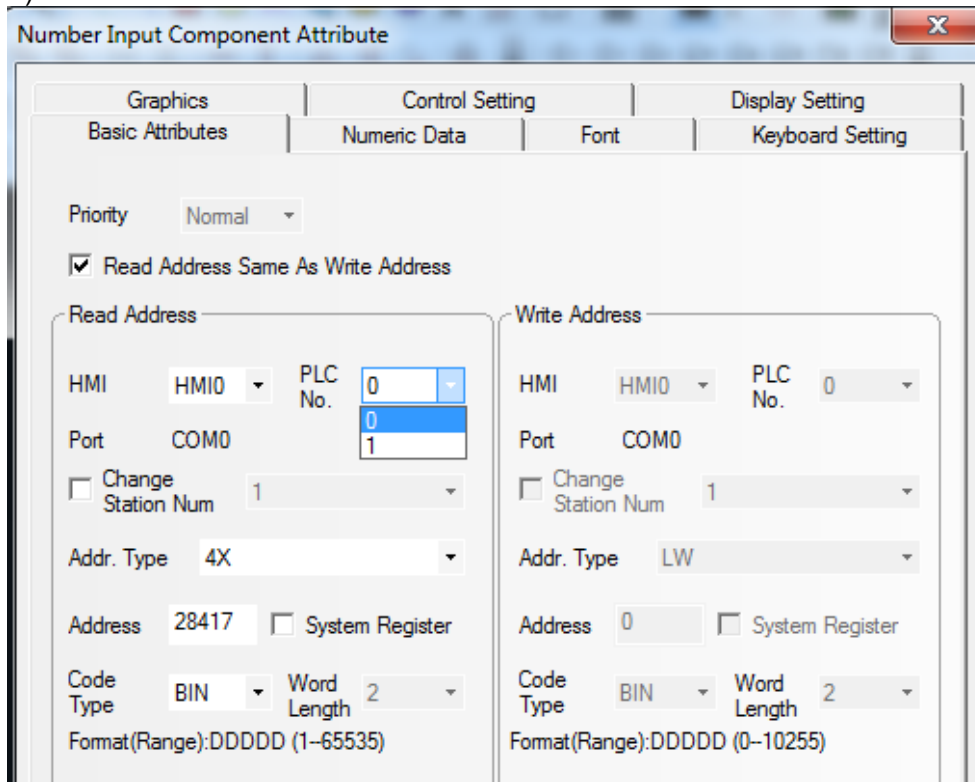 Number Input Component Attribute
Graphics Control Setting Display Setting
Basic Attributes Numeric Data Font Keyboard Setting
Priority Normal
Read Address Same As Write Address
Read Address
HMI HMI0 PLC No. 0
0
1
Port COM0
Change Station Num 1
Addr. Type 4X
Address 28417 System Register
Code Type BIN Word Length 2
Format(Range):DDDDD (1--65535)
Write Address
HMI HMI0 PLC No. 0
Port COM0
Change Station Num 1
Addr. Type LW
Address 0 System Register
Code Type BIN Word Length 2
Format(Range):DDDDD (0--10255)